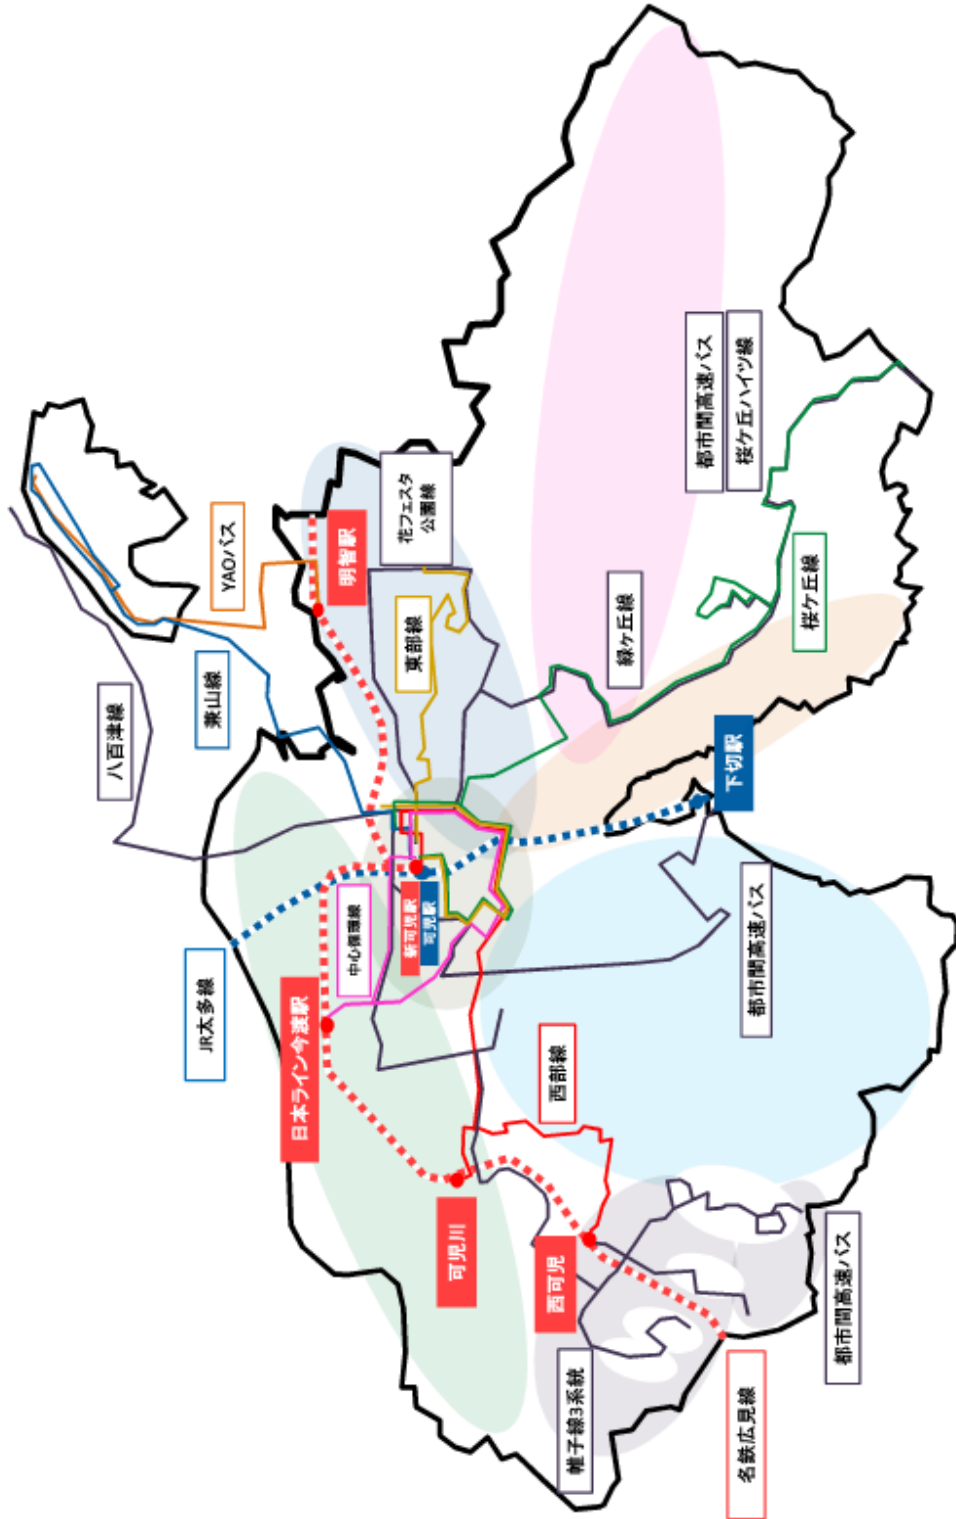 八百津線
JR太多線
兼山線
YAOバス
日本ライン今渡駅
明智駅
中心循環線
新可児駅
可児駅
東部線
花フェスタ
公園線
可児川
西可児
西部線
帷子線3系統
緑ヶ丘線
都市間高速バス
桜ケ丘ハイツ線
下切駅
名鉄広見線
都市間高速バス
桜ケ丘線
都市間高速バス